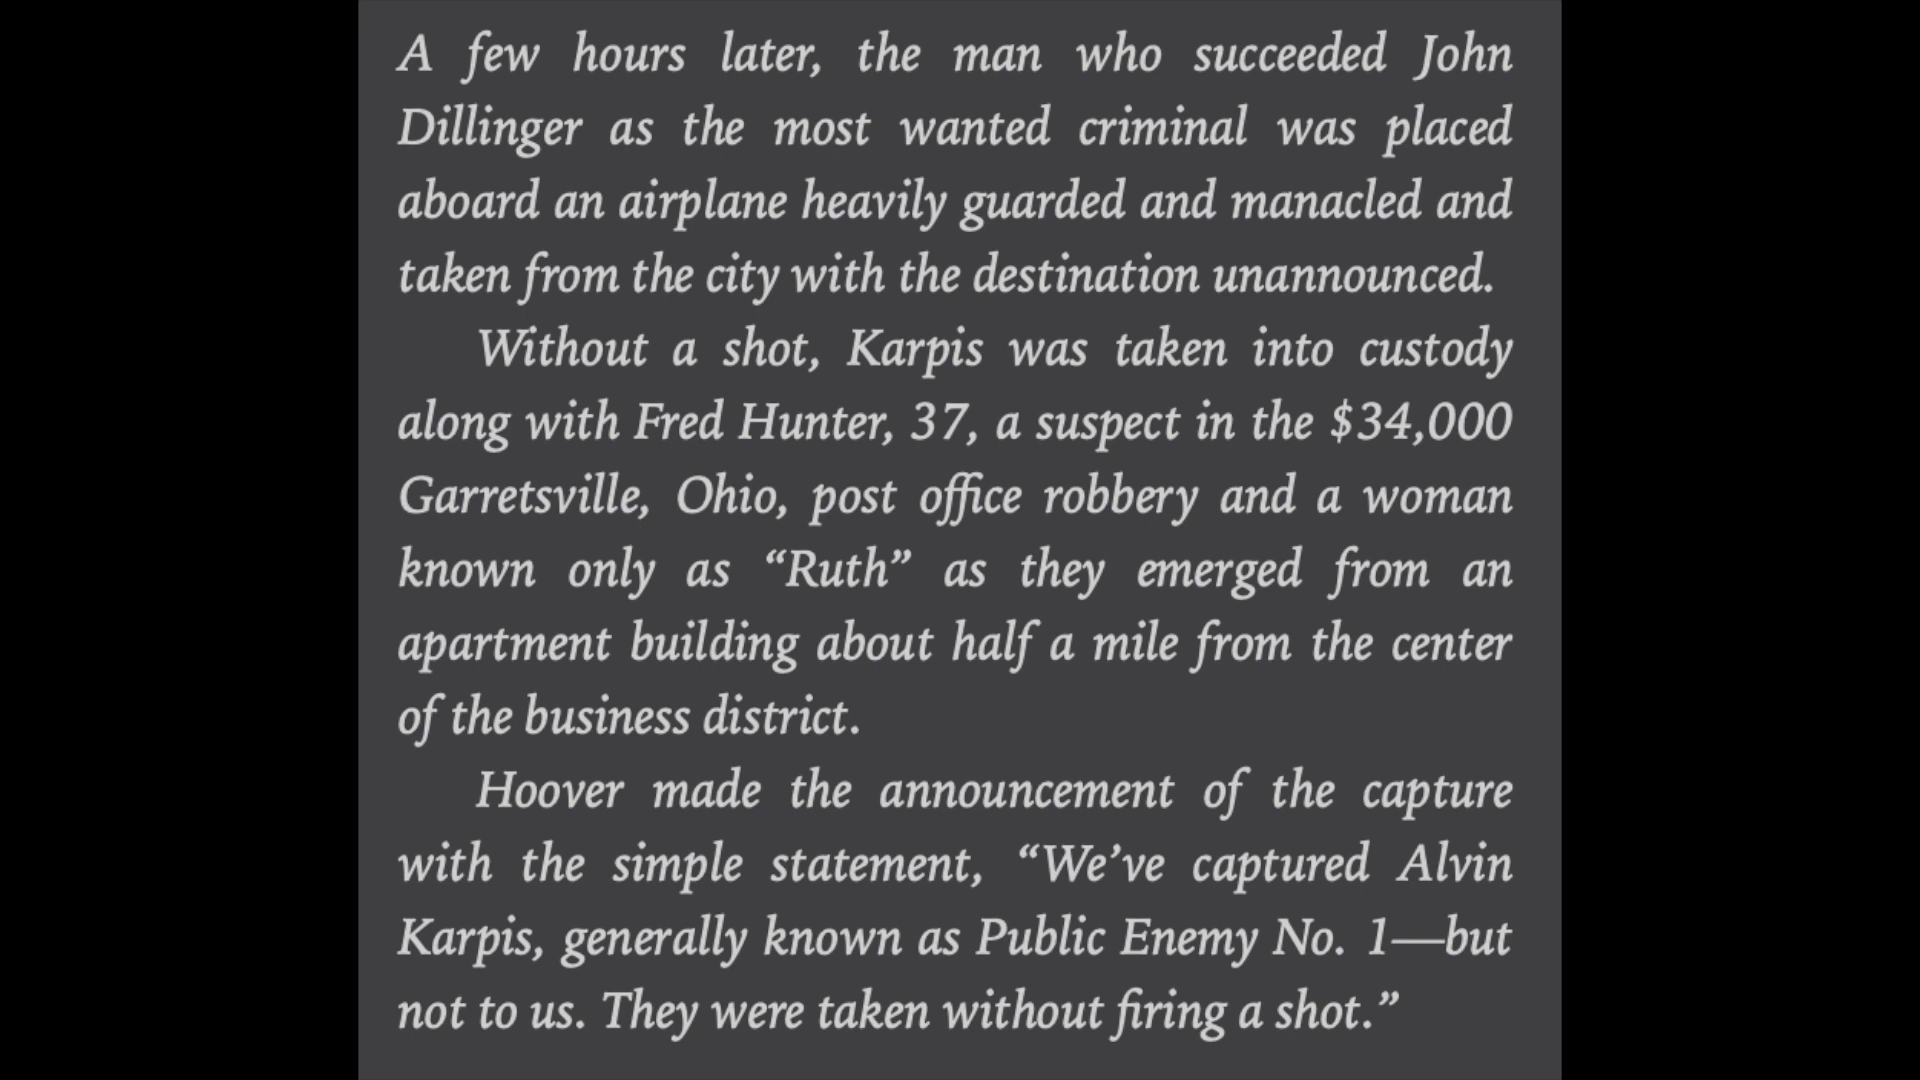 A few hours later, the man who succeeded John
Dillinger as the most wanted criminal was placed
aboard an airplane heavily guarded and manacled and
taken from the city with the destination unannounced.
Without a shot, Karpis was taken into custody
along with Fred Hunter, 37, a suspect in the $34,000
Garretsville, Ohio, post office robbery and a woman
known only as “Ruth” as they emerged from an
apartment building about half a mile from the center
of the business district.
Hoover made the announcement of the capture
with the simple statement, “We’ve captured Alvin
Karpis, generally known as Public Enemy No. 1—but
not to us. They were taken without firing a shot.”